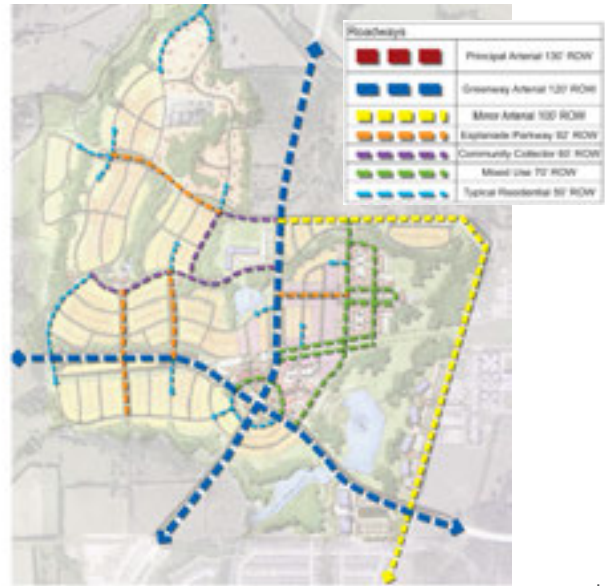 Roadways
Principal Arterial 130' ROW
Greenway Arterial 120' ROW
Minor Arterial 100' ROW
Esplanade Parkway 92' ROW
Community Collector 60' ROW
Mixed Use 70' ROW
Typical Residential 50' ROW